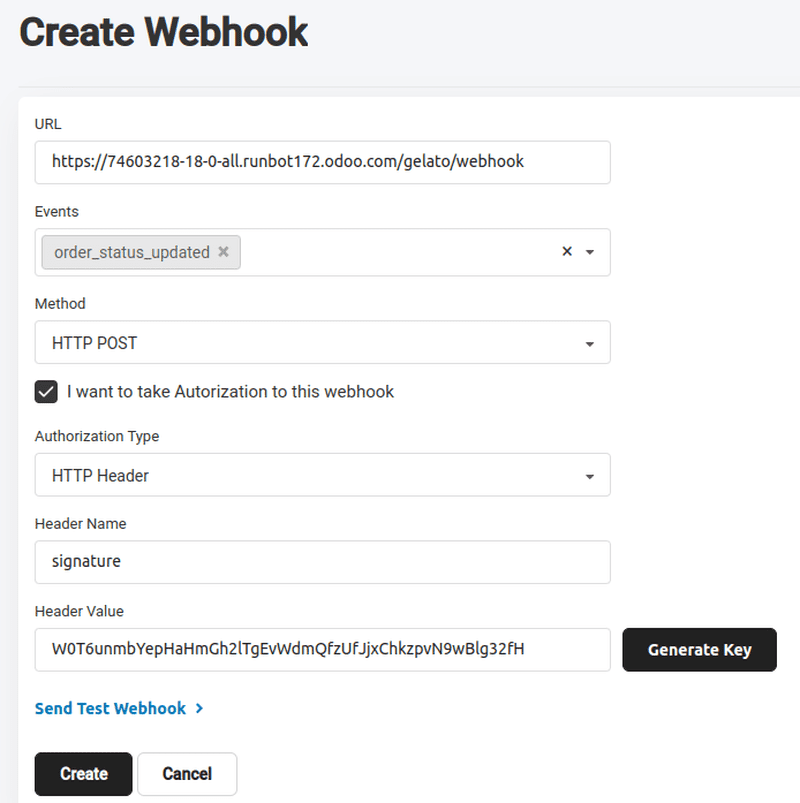 Create Webhook
URL
https://74603218-18-0-all.runbot172.odoo.com/gelato/webhook
Events
order_status_updated
Method
HTTP POST
I want to take Autorization to this webhook
Authorization Type
HTTP Header
Header Name
signature
Header Value
W0T6unmbYepHaHmGh2lTgEvWdmQfzUfJjxChkzpvN9wBlg32fH
Generate Key
Send Test Webhook
Create Cancel